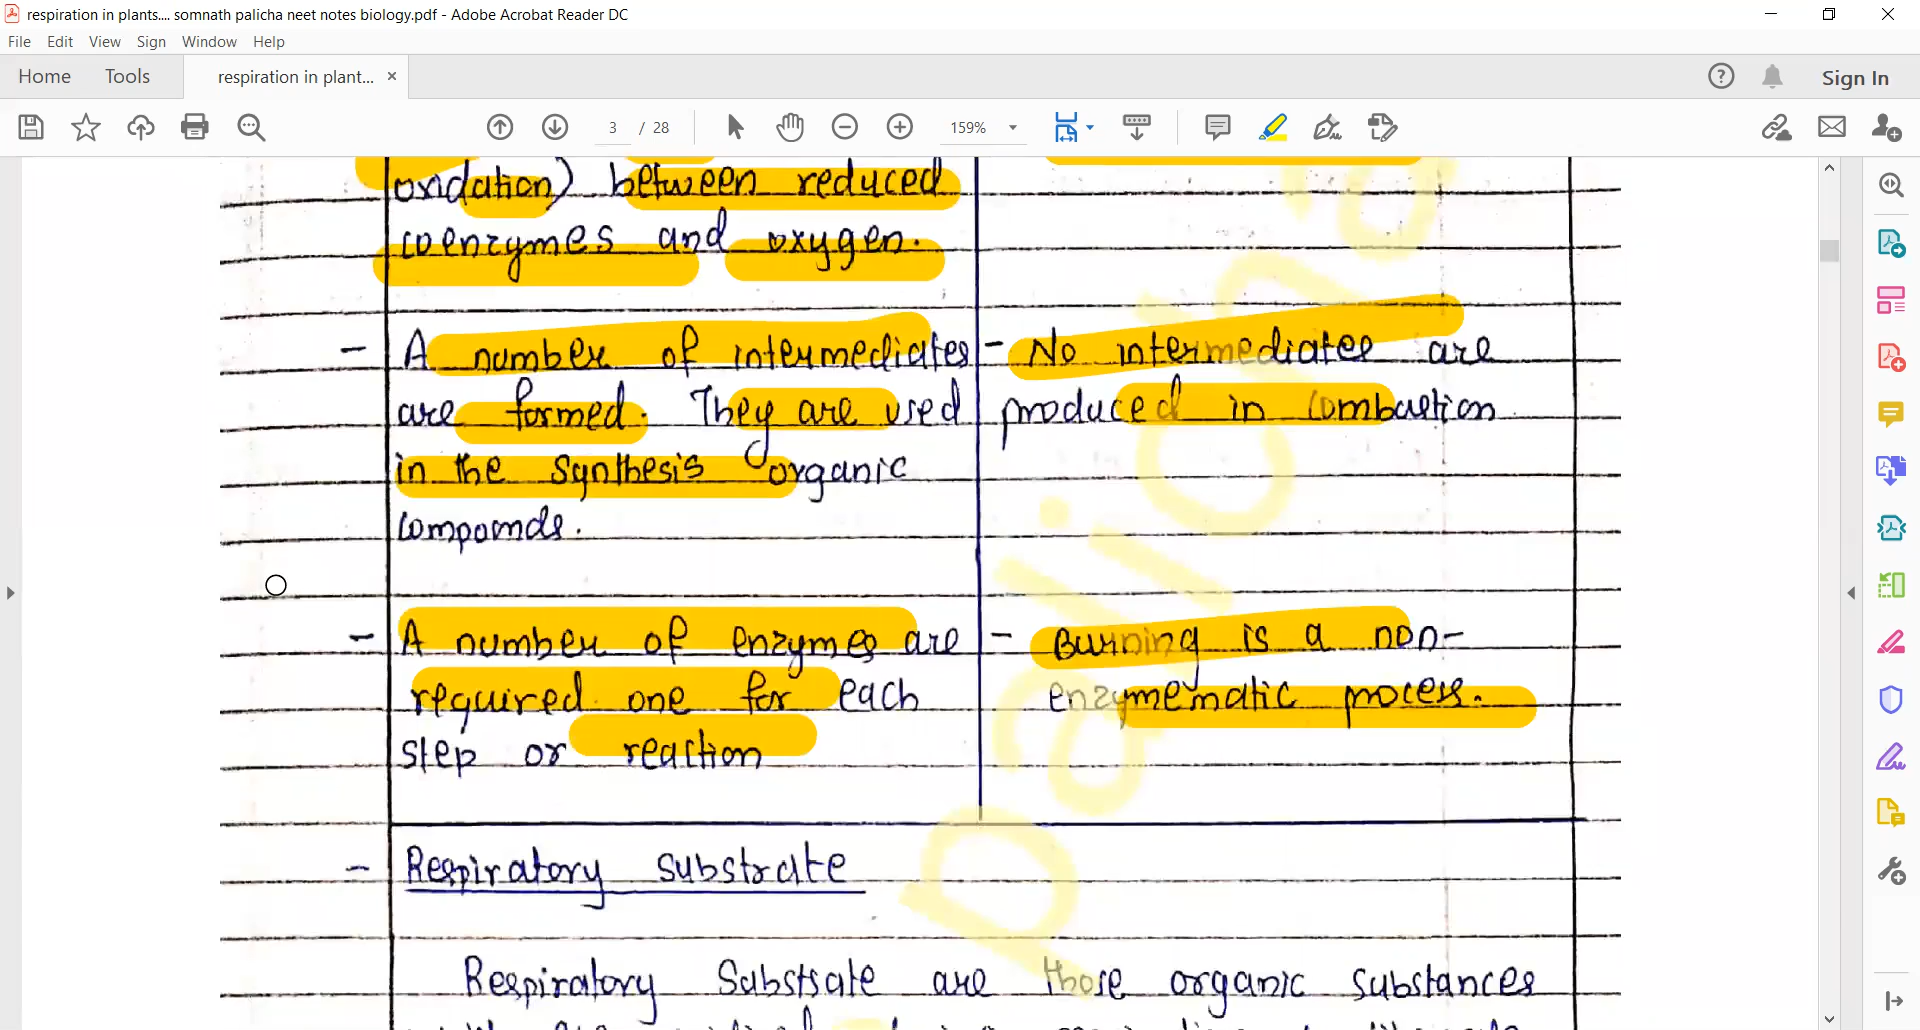 respiration in plants.... somnath palicha neet notes biology.pdf - Adobe Acrobat Reader DC
File Edit View Sign Window Help
Home Tools respiration in plant... × Sign In
3 / 28 159%
oxidation) between reduced
coenzymes and oxygen.
- A number of intermediates
are formed. They are used
in the synthesis organic
compounds.
- No intermediates are
produced in combustion
- A number of enzymes are
required one for each
step or reaction
- Burning is a non-
enzymematic process.
- Respiratory substrate
Respiratory Substsate are those organic substances
palicha